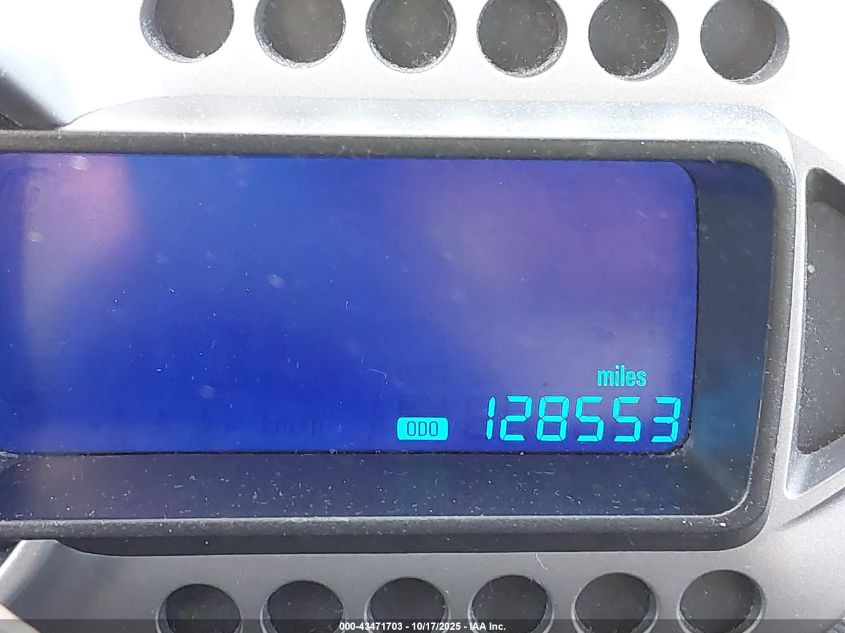 miles
ODO 128553
000-43471703 - 10/17/2025 - IAA Inc.